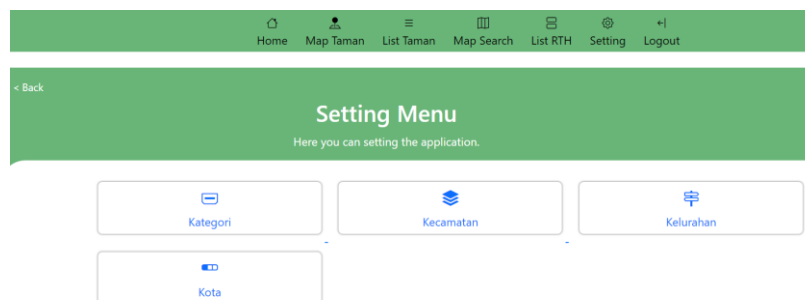 Home Map Taman List Taman Map Search List RTH Setting Logout
< Back
Setting Menu
Here you can setting the application.
Kategori Kecamatan Kelurahan
Kota